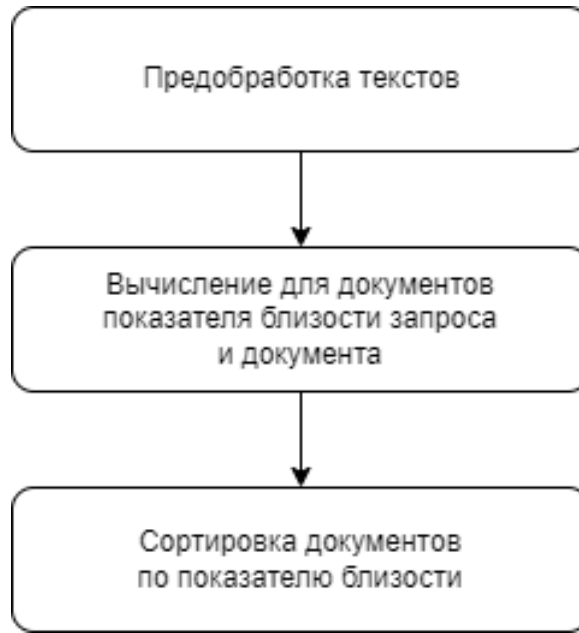 Предобработка текстов
Вычисление для документов
показателя близости запроса
и документа
Сортировка документов
по показателю близости